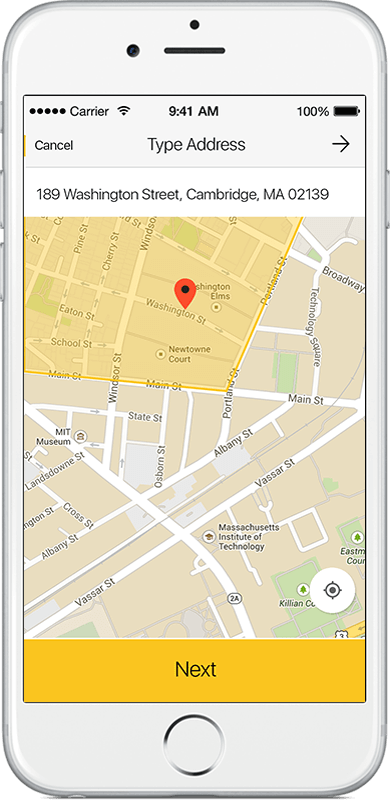 Carrier 9:41 AM 100%
Cancel Type Address
189 Washington Street, Cambridge, MA 02139
Clark St
Pine St
Cherry St
Windsor St
Portland St
Broadway
Washington
Elms
Washington St
Eaton St
Technology Square
School St
Newtowne
Court
Main St
Main St
Main St
Windsor St
Portland St
State St
MIT
Museum
Osborn St
Albany St
Landsdowne St
Vassar St
Cross St
Massachusetts
Institute of
Technology
Albany St
Vassar St
2A
Killian
3
Next